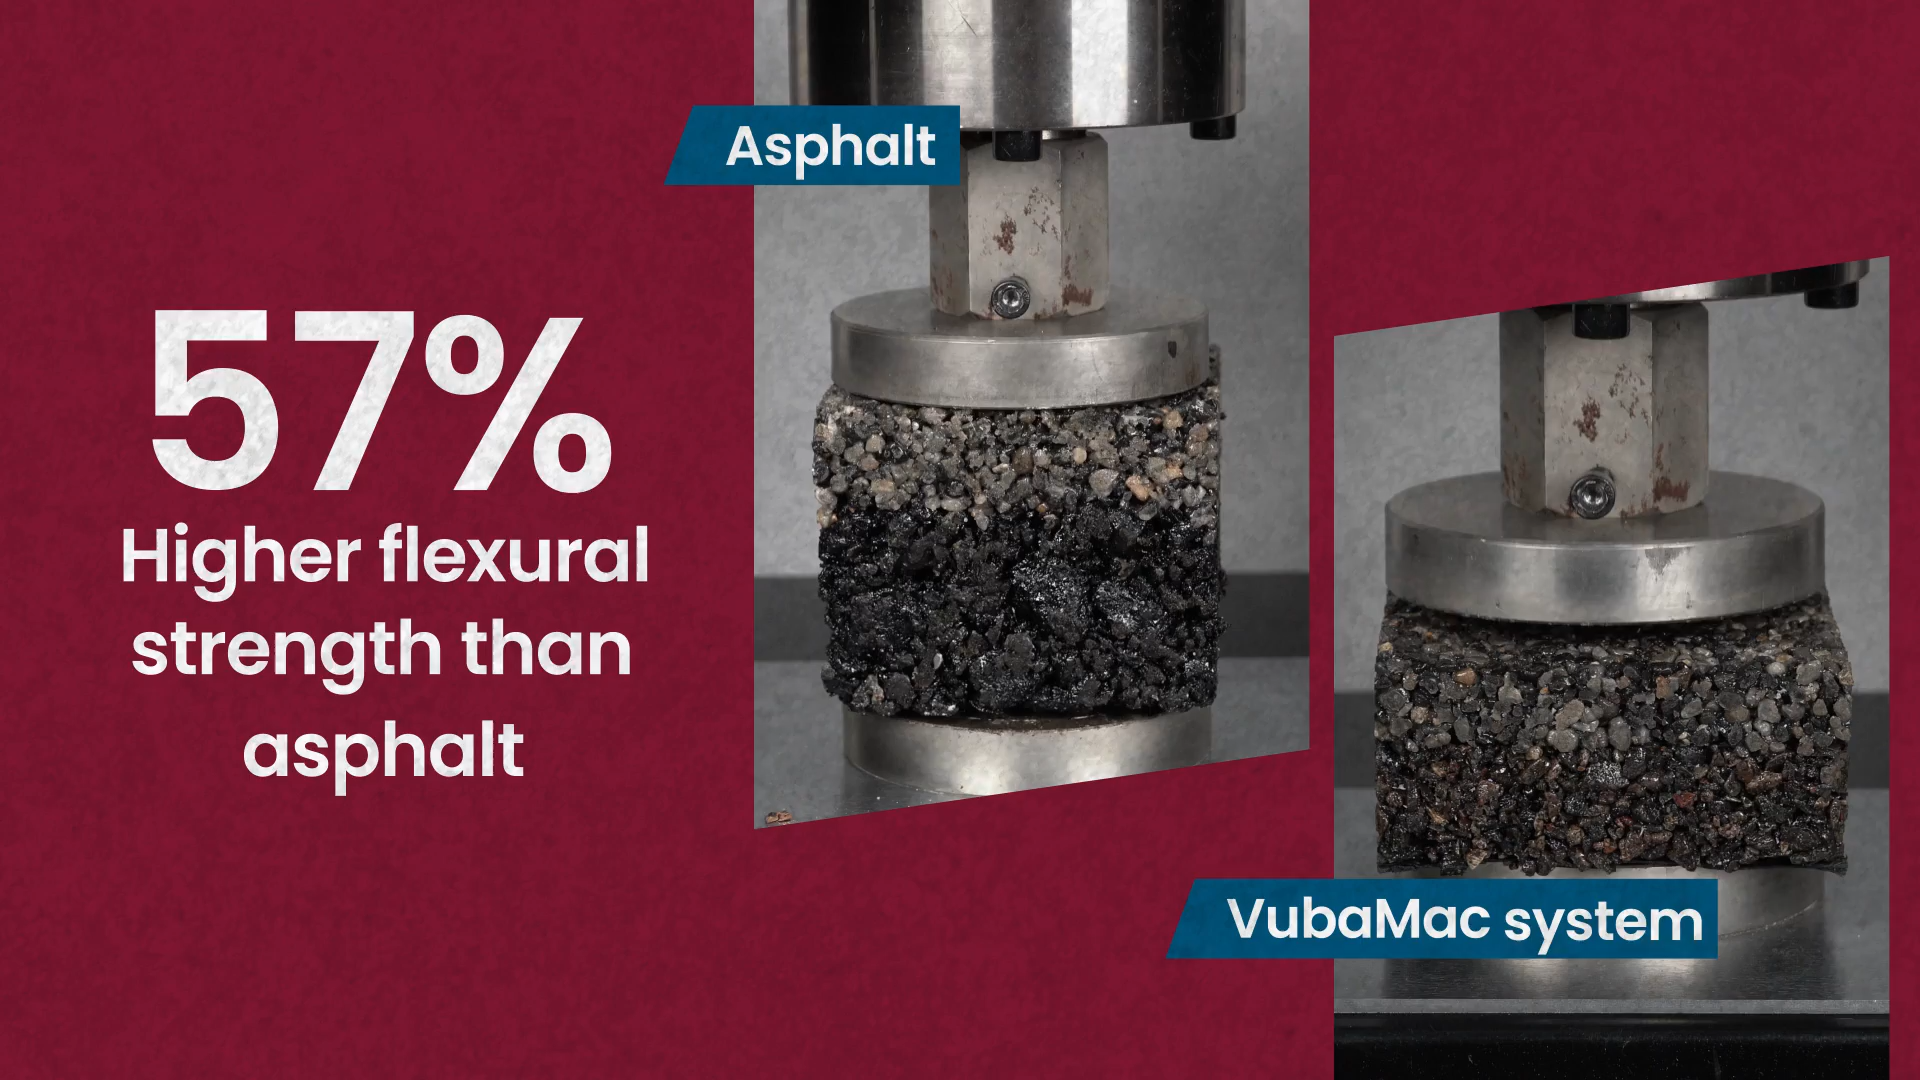 57%
Higher flexural
strength than
asphalt
Asphalt
VubaMac system